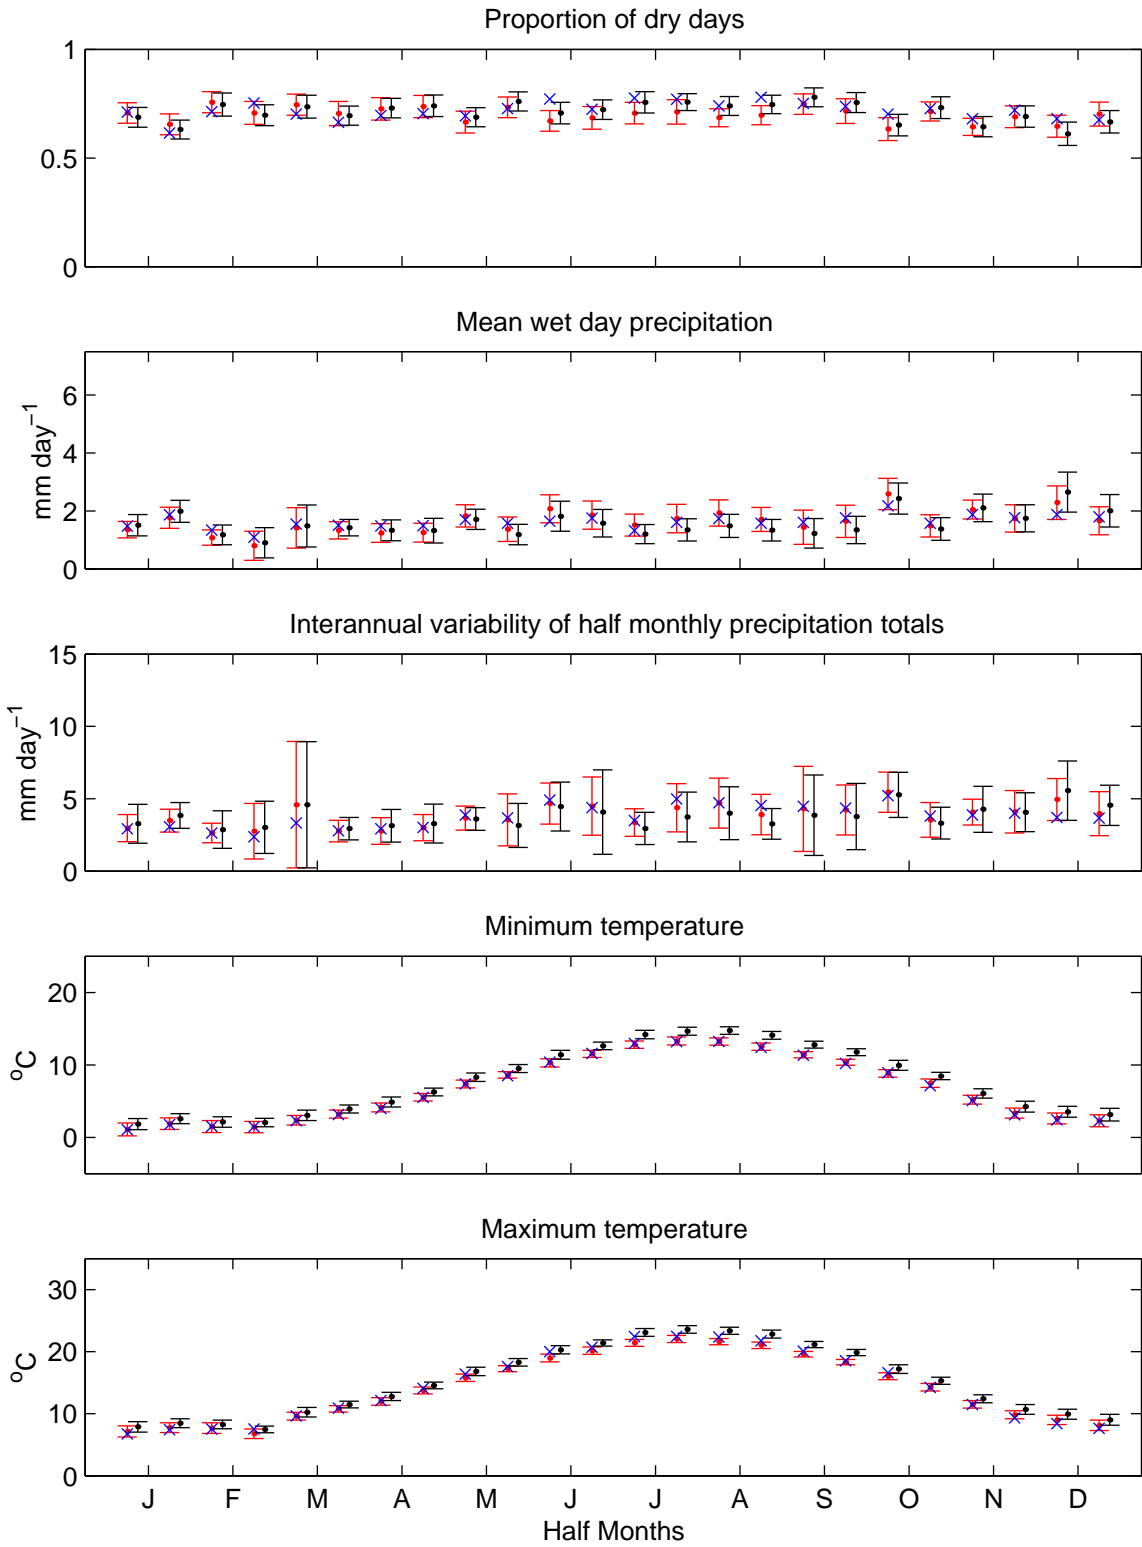 Proportion of dry days
1
0.5
0
Mean wet day precipitation
6
4
2
0
mm day⁻¹
Interannual variability of half monthly precipitation totals
15
10
5
0
mm day⁻¹
Minimum temperature
20
10
0
ºC
Maximum temperature
30
20
10
0
ºC
J F M A M J J A S O N D
Half Months